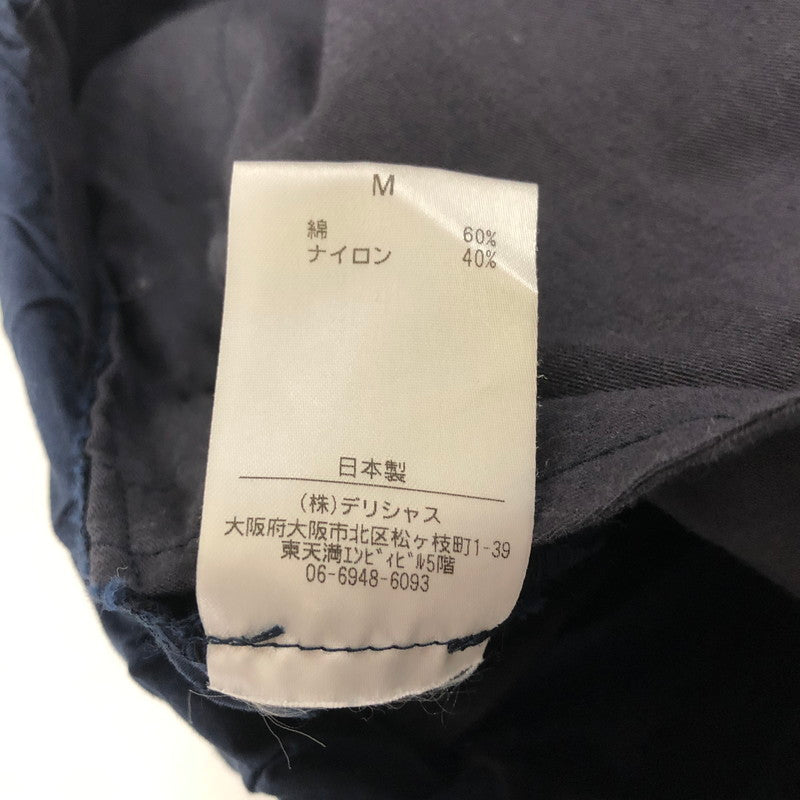 M
綿 60%
ナイロン 40%
日本製
(株)デリシャス
大阪府大阪市北区松ヶ枝町1-39
東天満ｴﾝﾋﾞｨﾋﾞﾙ5階
06-6948-6093